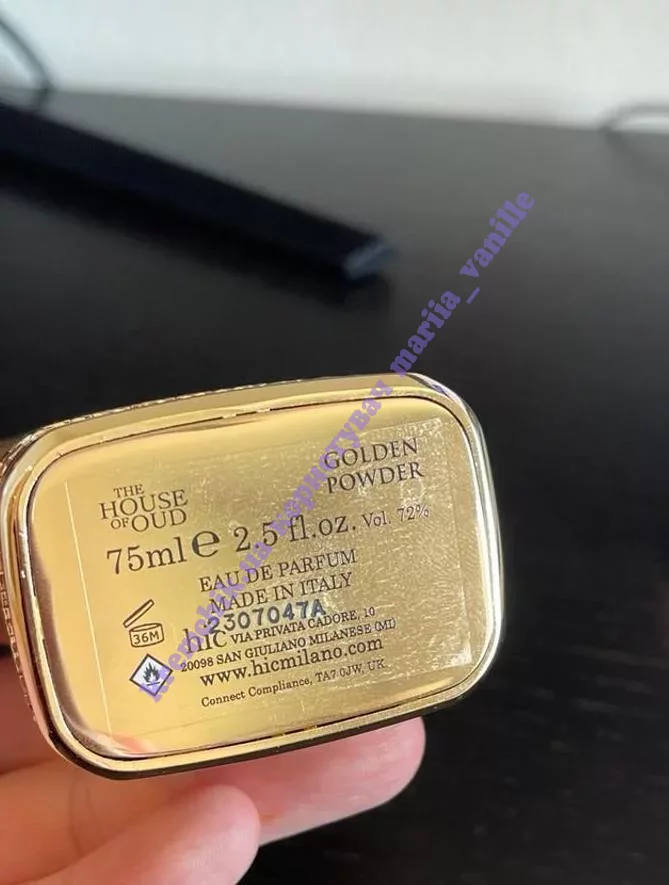 THE
HOUSE
OF OUD
GOLDEN
POWDER
75ml e 2.5 fl.oz. Vol. 72%
EAU DE PARFUM
MADE IN ITALY
2307047A
36M
hic VIA PRIVATA CADORE, 10
20098 SAN GIULIANO MILANESE (MI)
www.hicmilano.com
Connect Compliance, TA7 0JW, UK
mariia_vanille